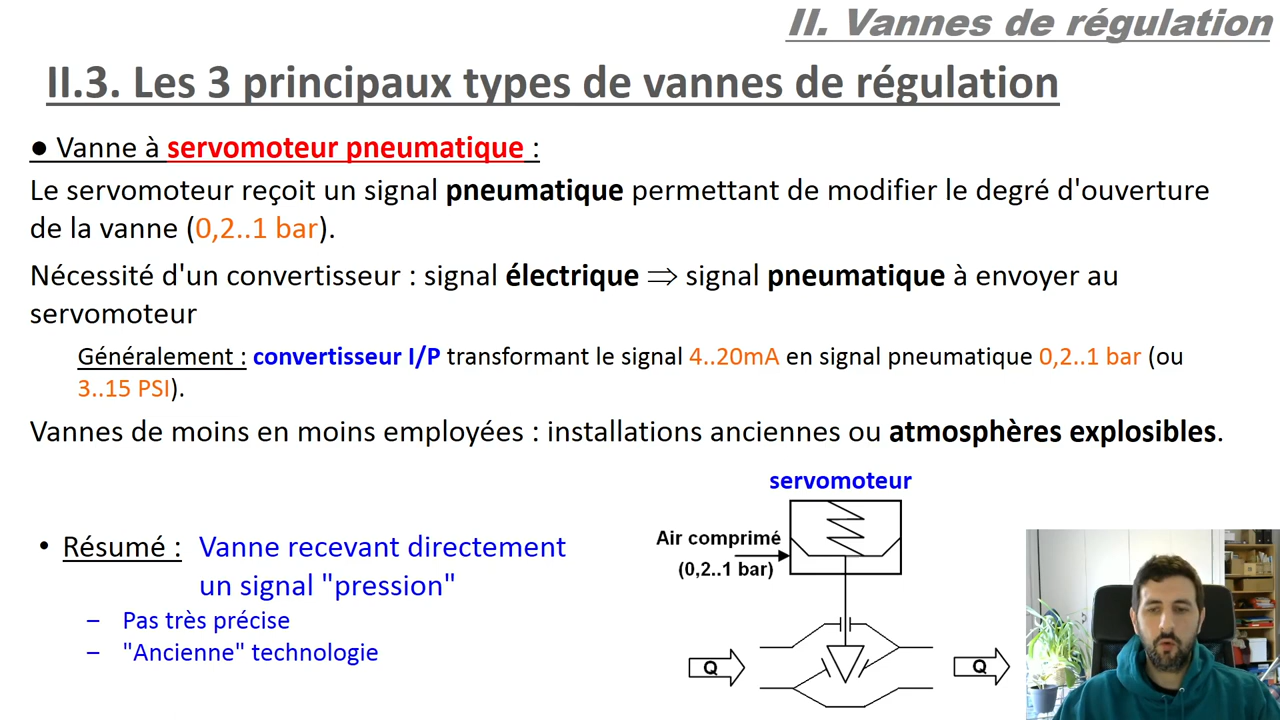 II. Vannes de régulation
II.3. Les 3 principaux types de vannes de régulation
● Vanne à servomoteur pneumatique :
Le servomoteur reçoit un signal pneumatique permettant de modifier le degré d'ouverture
de la vanne (0,2..1 bar).
Nécessité d'un convertisseur : signal électrique ⇒ signal pneumatique à envoyer au
servomoteur
Généralement : convertisseur I/P transformant le signal 4..20mA en signal pneumatique 0,2..1 bar (ou
3..15 PSI).
Vannes de moins en moins employées : installations anciennes ou atmosphères explosibles.
• Résumé : Vanne recevant directement
un signal "pression"
– Pas très précise
– "Ancienne" technologie
servomoteur
Air comprimé
(0,2..1 bar)
Q
Q